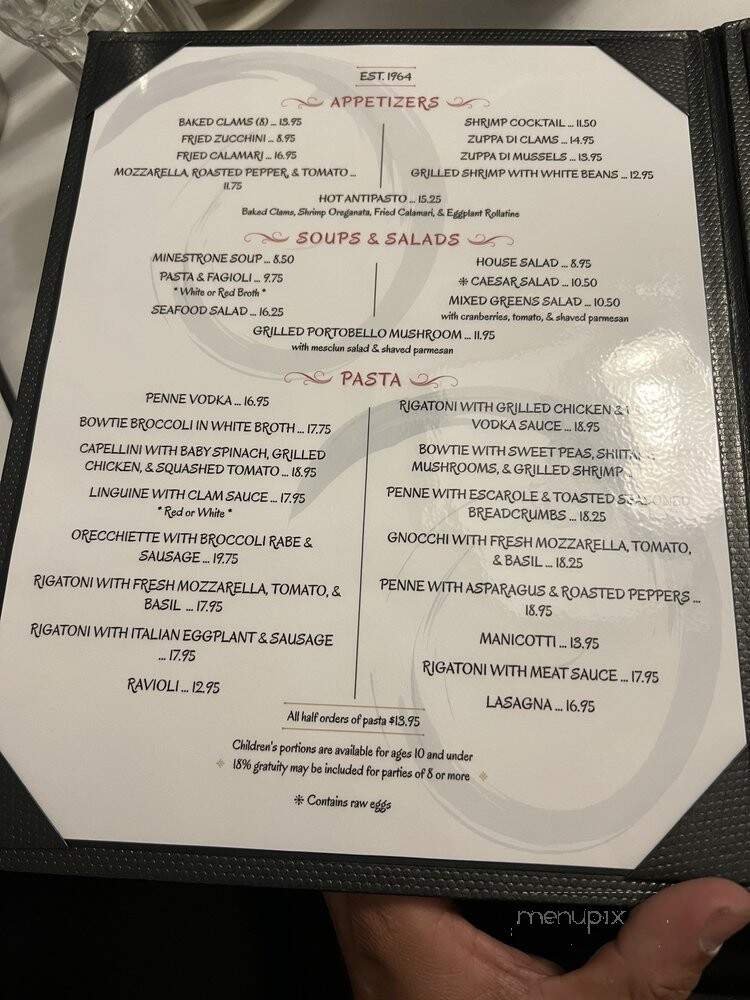 EST. 1964
APPETIZERS
BAKED CLAMS (8) ... 13.95
FRIED ZUCCHINI ... 8.95
FRIED CALAMARI ... 16.95
MOZZARELLA, ROASTED PEPPER, & TOMATO ...
11.75
SHRIMP COCKTAIL ... 11.50
ZUPPA DI CLAMS ... 14.95
ZUPPA DI MUSSELS ... 13.95
GRILLED SHRIMP WITH WHITE BEANS ... 12.95
HOT ANTIPASTO ... 15.25
Baked Clams, Shrimp Oreganata, Fried Calamari, & Eggplant Rollatine
SOUPS & SALADS
MINESTRONE SOUP ... 8.50
PASTA & FAGIOLI ... 9.75
* White or Red Broth *
SEAFOOD SALAD ... 16.25
HOUSE SALAD ... 8.95
❊ CAESAR SALAD ... 10.50
MIXED GREENS SALAD ... 10.50
with cranberries, tomato, & shaved parmesan
GRILLED PORTOBELLO MUSHROOM ... 11.95
with mesclun salad & shaved parmesan
PASTA
PENNE VODKA ... 16.95
BOWTIE BROCCOLI IN WHITE BROTH ... 17.75
CAPELLINI WITH BABY SPINACH, GRILLED
CHICKEN, & SQUASHED TOMATO ... 18.95
LINGUINE WITH CLAM SAUCE ... 17.95
* Red or White *
ORECCHIETTE WITH BROCCOLI RABE &
SAUSAGE ... 19.75
RIGATONI WITH FRESH MOZZARELLA, TOMATO, &
BASIL ... 17.95
RIGATONI WITH ITALIAN EGGPLANT & SAUSAGE
... 17.95
RAVIOLI ... 12.95
RIGATONI WITH GRILLED CHICKEN &
VODKA SAUCE ... 18.95
BOWTIE WITH SWEET PEAS,
MUSHROOMS, & GRILLED SHRIMP
PENNE WITH ESCAROLE & TOASTED SEASONED
BREADCRUMBS ... 18.25
GNOCCHI WITH FRESH MOZZARELLA, TOMATO,
& BASIL ... 18.25
PENNE WITH ASPARAGUS & ROASTED PEPPERS ...
18.95
MANICOTTI ... 13.95
RIGATONI WITH MEAT SAUCE ... 17.95
LASAGNA ... 16.95
All half orders of pasta $13.95
Children's portions are available for ages 10 and under
18% gratuity may be included for parties of 8 or more
❊ Contains raw eggs
menupix